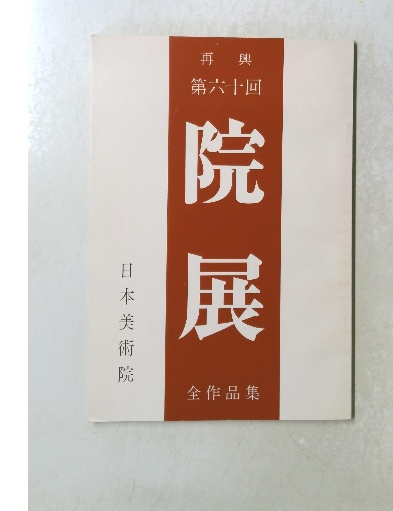 再興
第六十回
院展
全作品集
日本美術院